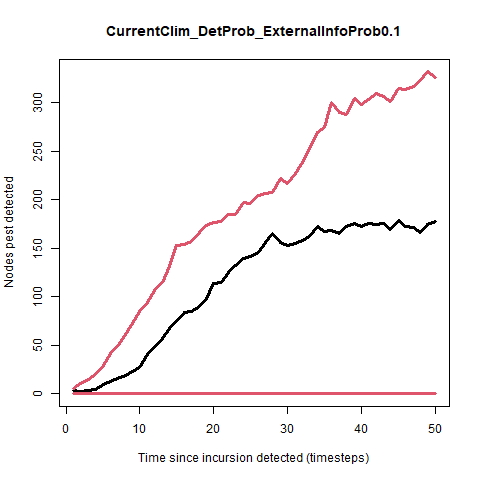 CurrentClim_DetProb_ExternalInfoProb0.1
300
250
200
150
100
50
0
Nodes pest detected
0 10 20 30 40 50
Time since incursion detected (timesteps)